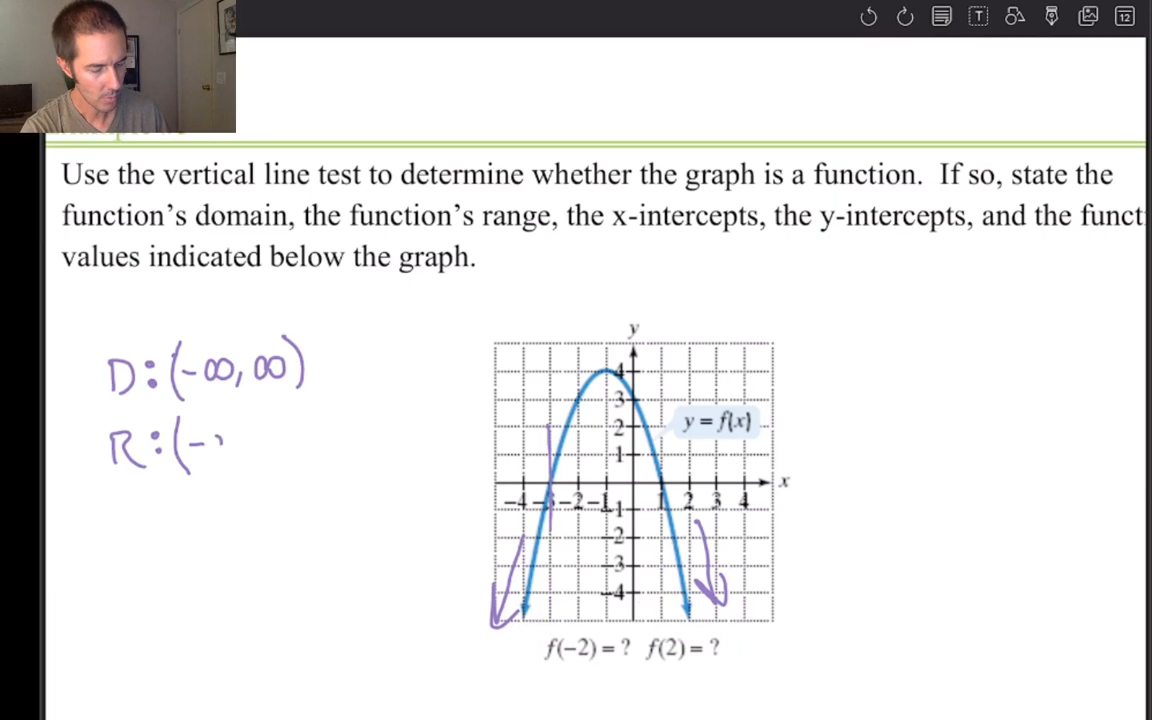 12
Use the vertical line test to determine whether the graph is a function. If so, state the
function's domain, the function's range, the x-intercepts, the y-intercepts, and the funct
values indicated below the graph.
D:(-∞,∞)
R:(-
y
4
3
2
1
y = f(x)
x
-4 -3 -2 -1 1 2 3 4
-1
-2
-3
-4
f(-2) = ? f(2) = ?